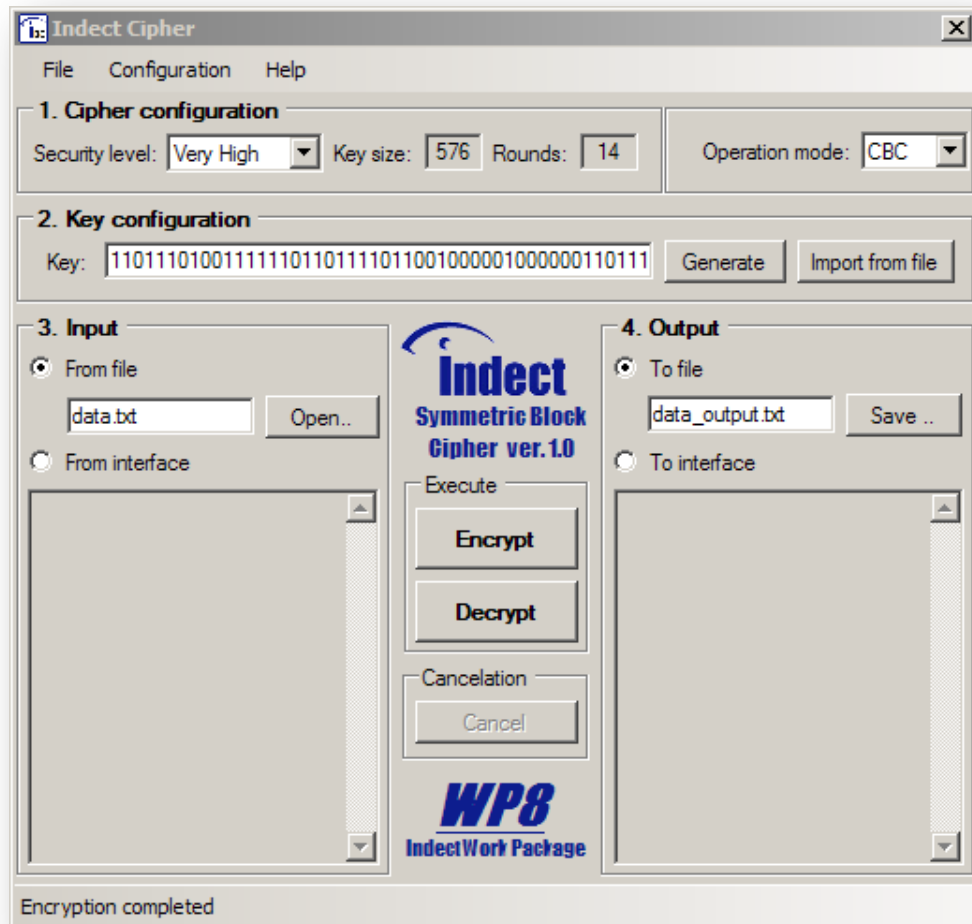 Indect Cipher
File Configuration Help
1. Cipher configuration
Security level: Very High Key size: 576 Rounds: 14 Operation mode: CBC
2. Key configuration
Key: 1101110100111111011011110110010000010000001101​11 Generate Import from file
3. Input
From file
data.txt Open..
From interface
Indect
Symmetric Block
Cipher ver. 1.0
Execute
Encrypt
Decrypt
Cancelation
Cancel
WP8
IndectWork Package
4. Output
To file
data_output.txt Save ..
To interface
Encryption completed